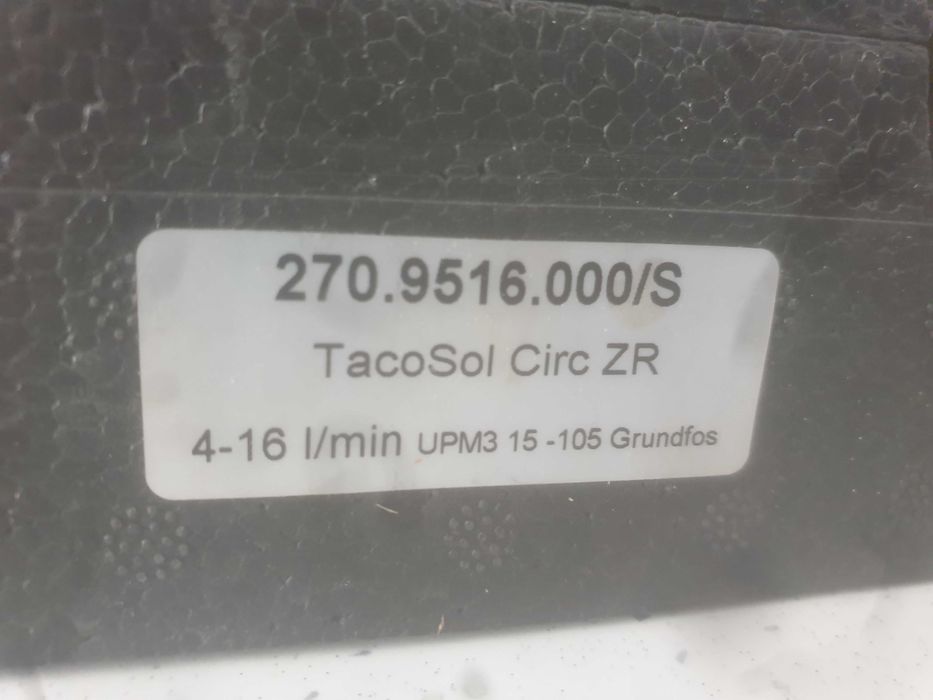 270.9516.000/S
TacoSol Circ ZR
4-16 l/min UPM3 15 -105 Grundfos